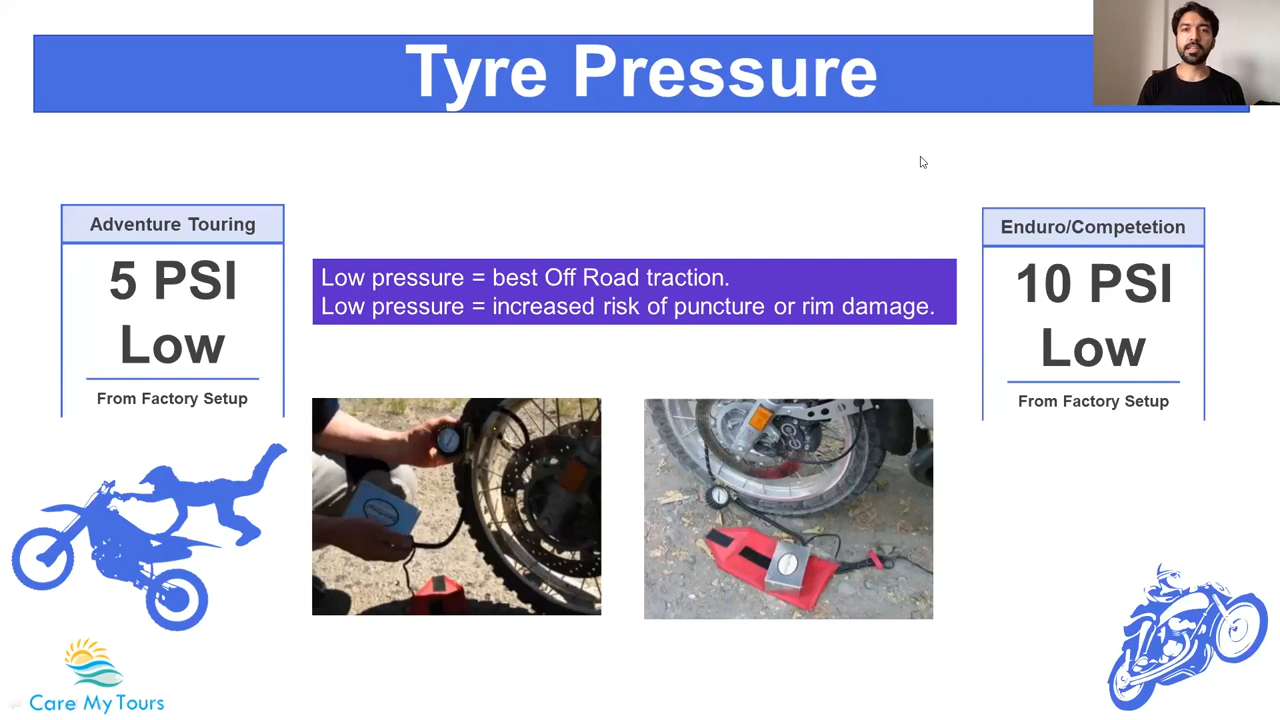 Tyre Pressure
Adventure Touring
5 PSI
Low
From Factory Setup
Low pressure = best Off Road traction.
Low pressure = increased risk of puncture or rim damage.
Enduro/Competetion
10 PSI
Low
From Factory Setup
Care My Tours